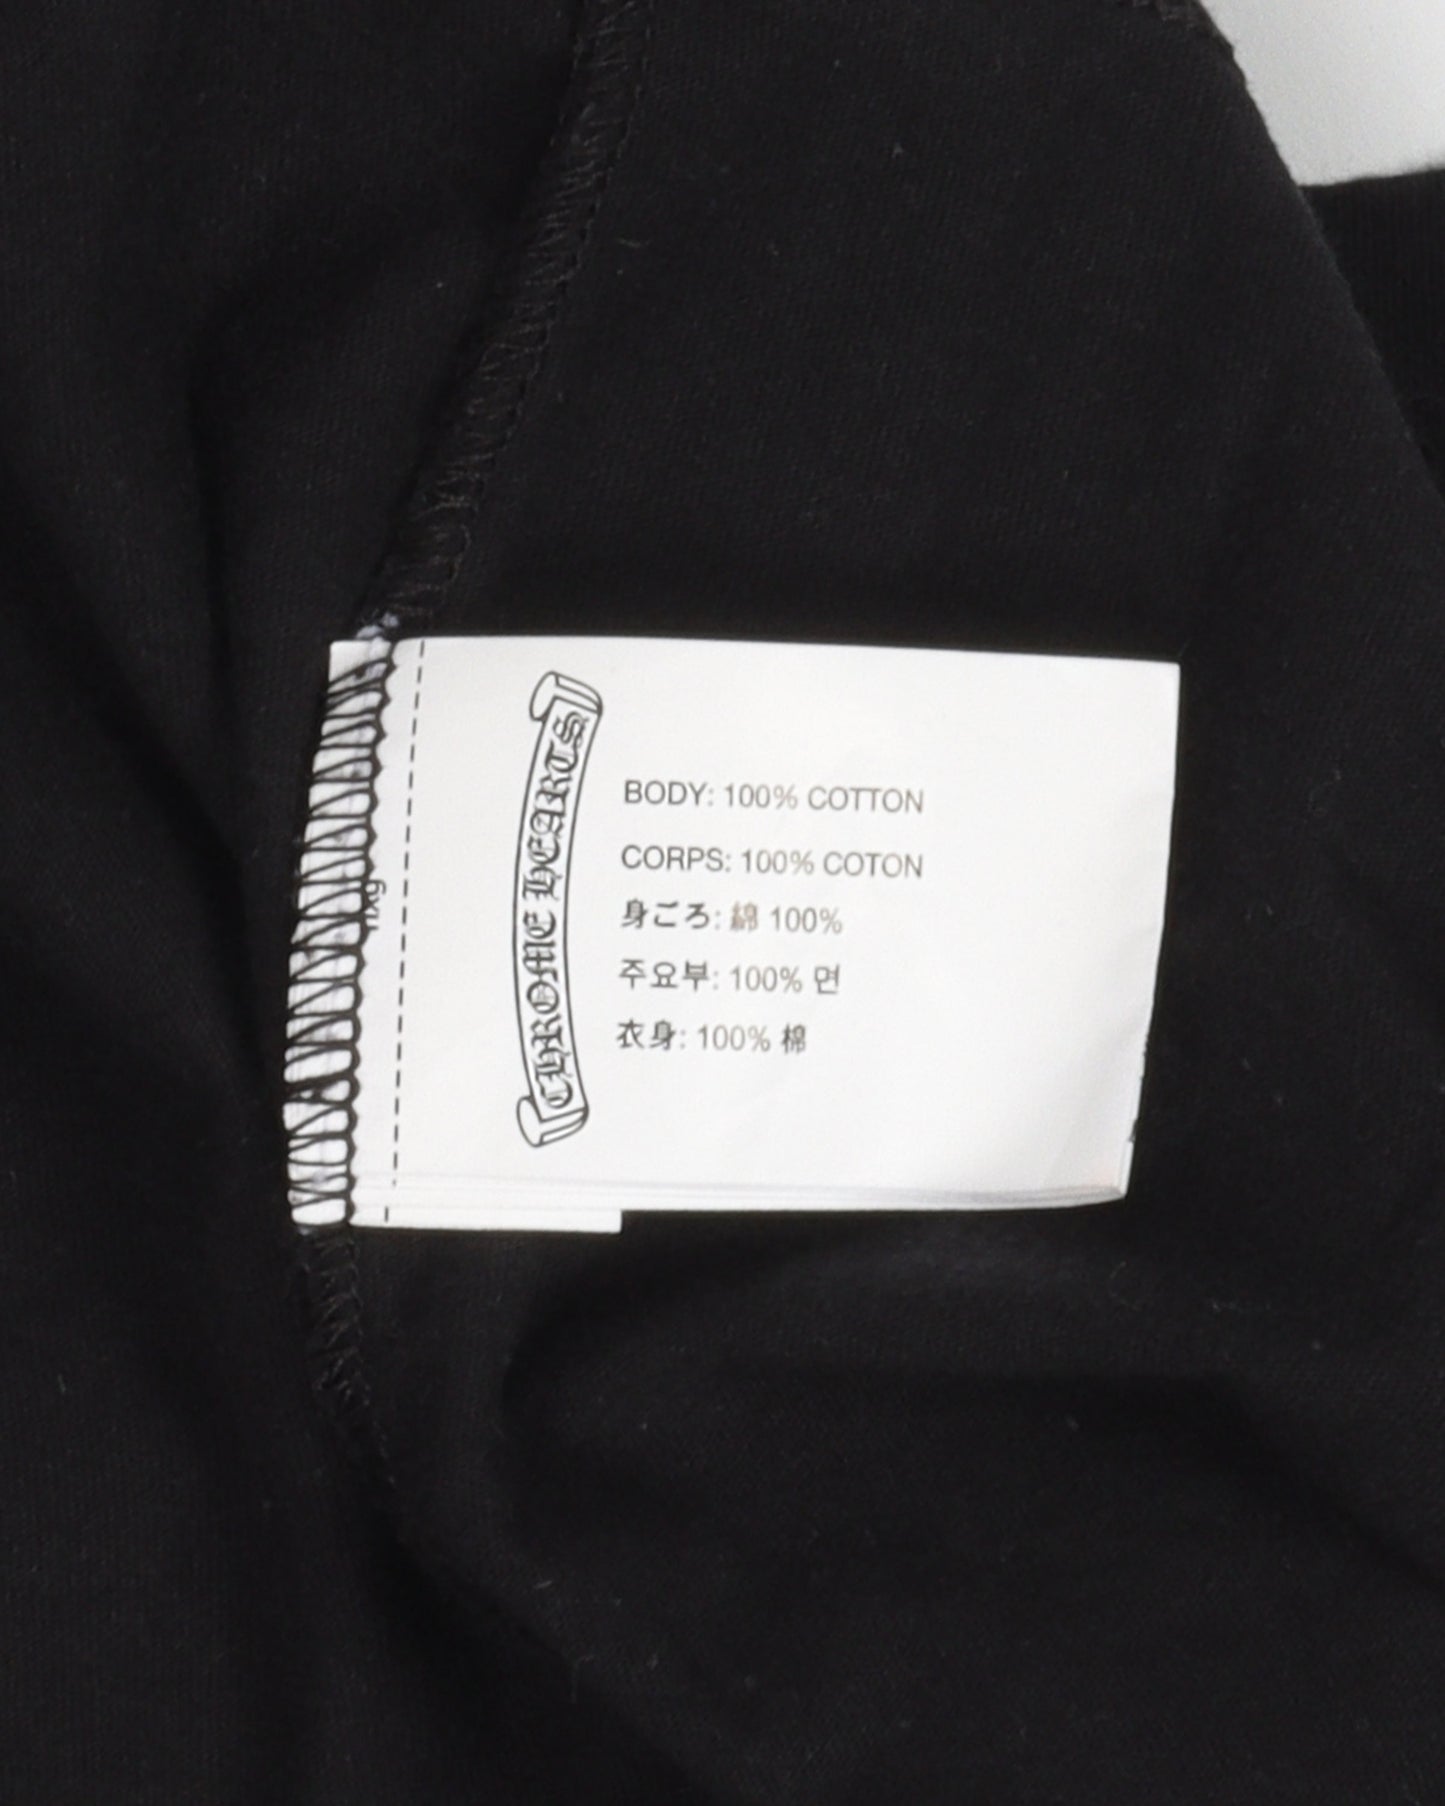 CHROME HEARTS
BODY: 100% COTTON
CORPS: 100% COTON
身ごろ: 綿 100%
주요부: 100% 면
衣身: 100% 棉